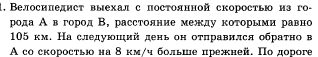 1. Велосипедист выехал с постоянной скоростью из го-
рода А в город В, расстояние между которыми равно
105 км. На следующий день он отправился обратно в
А со скоростью на 8 км/ч больше прежней. По дороге